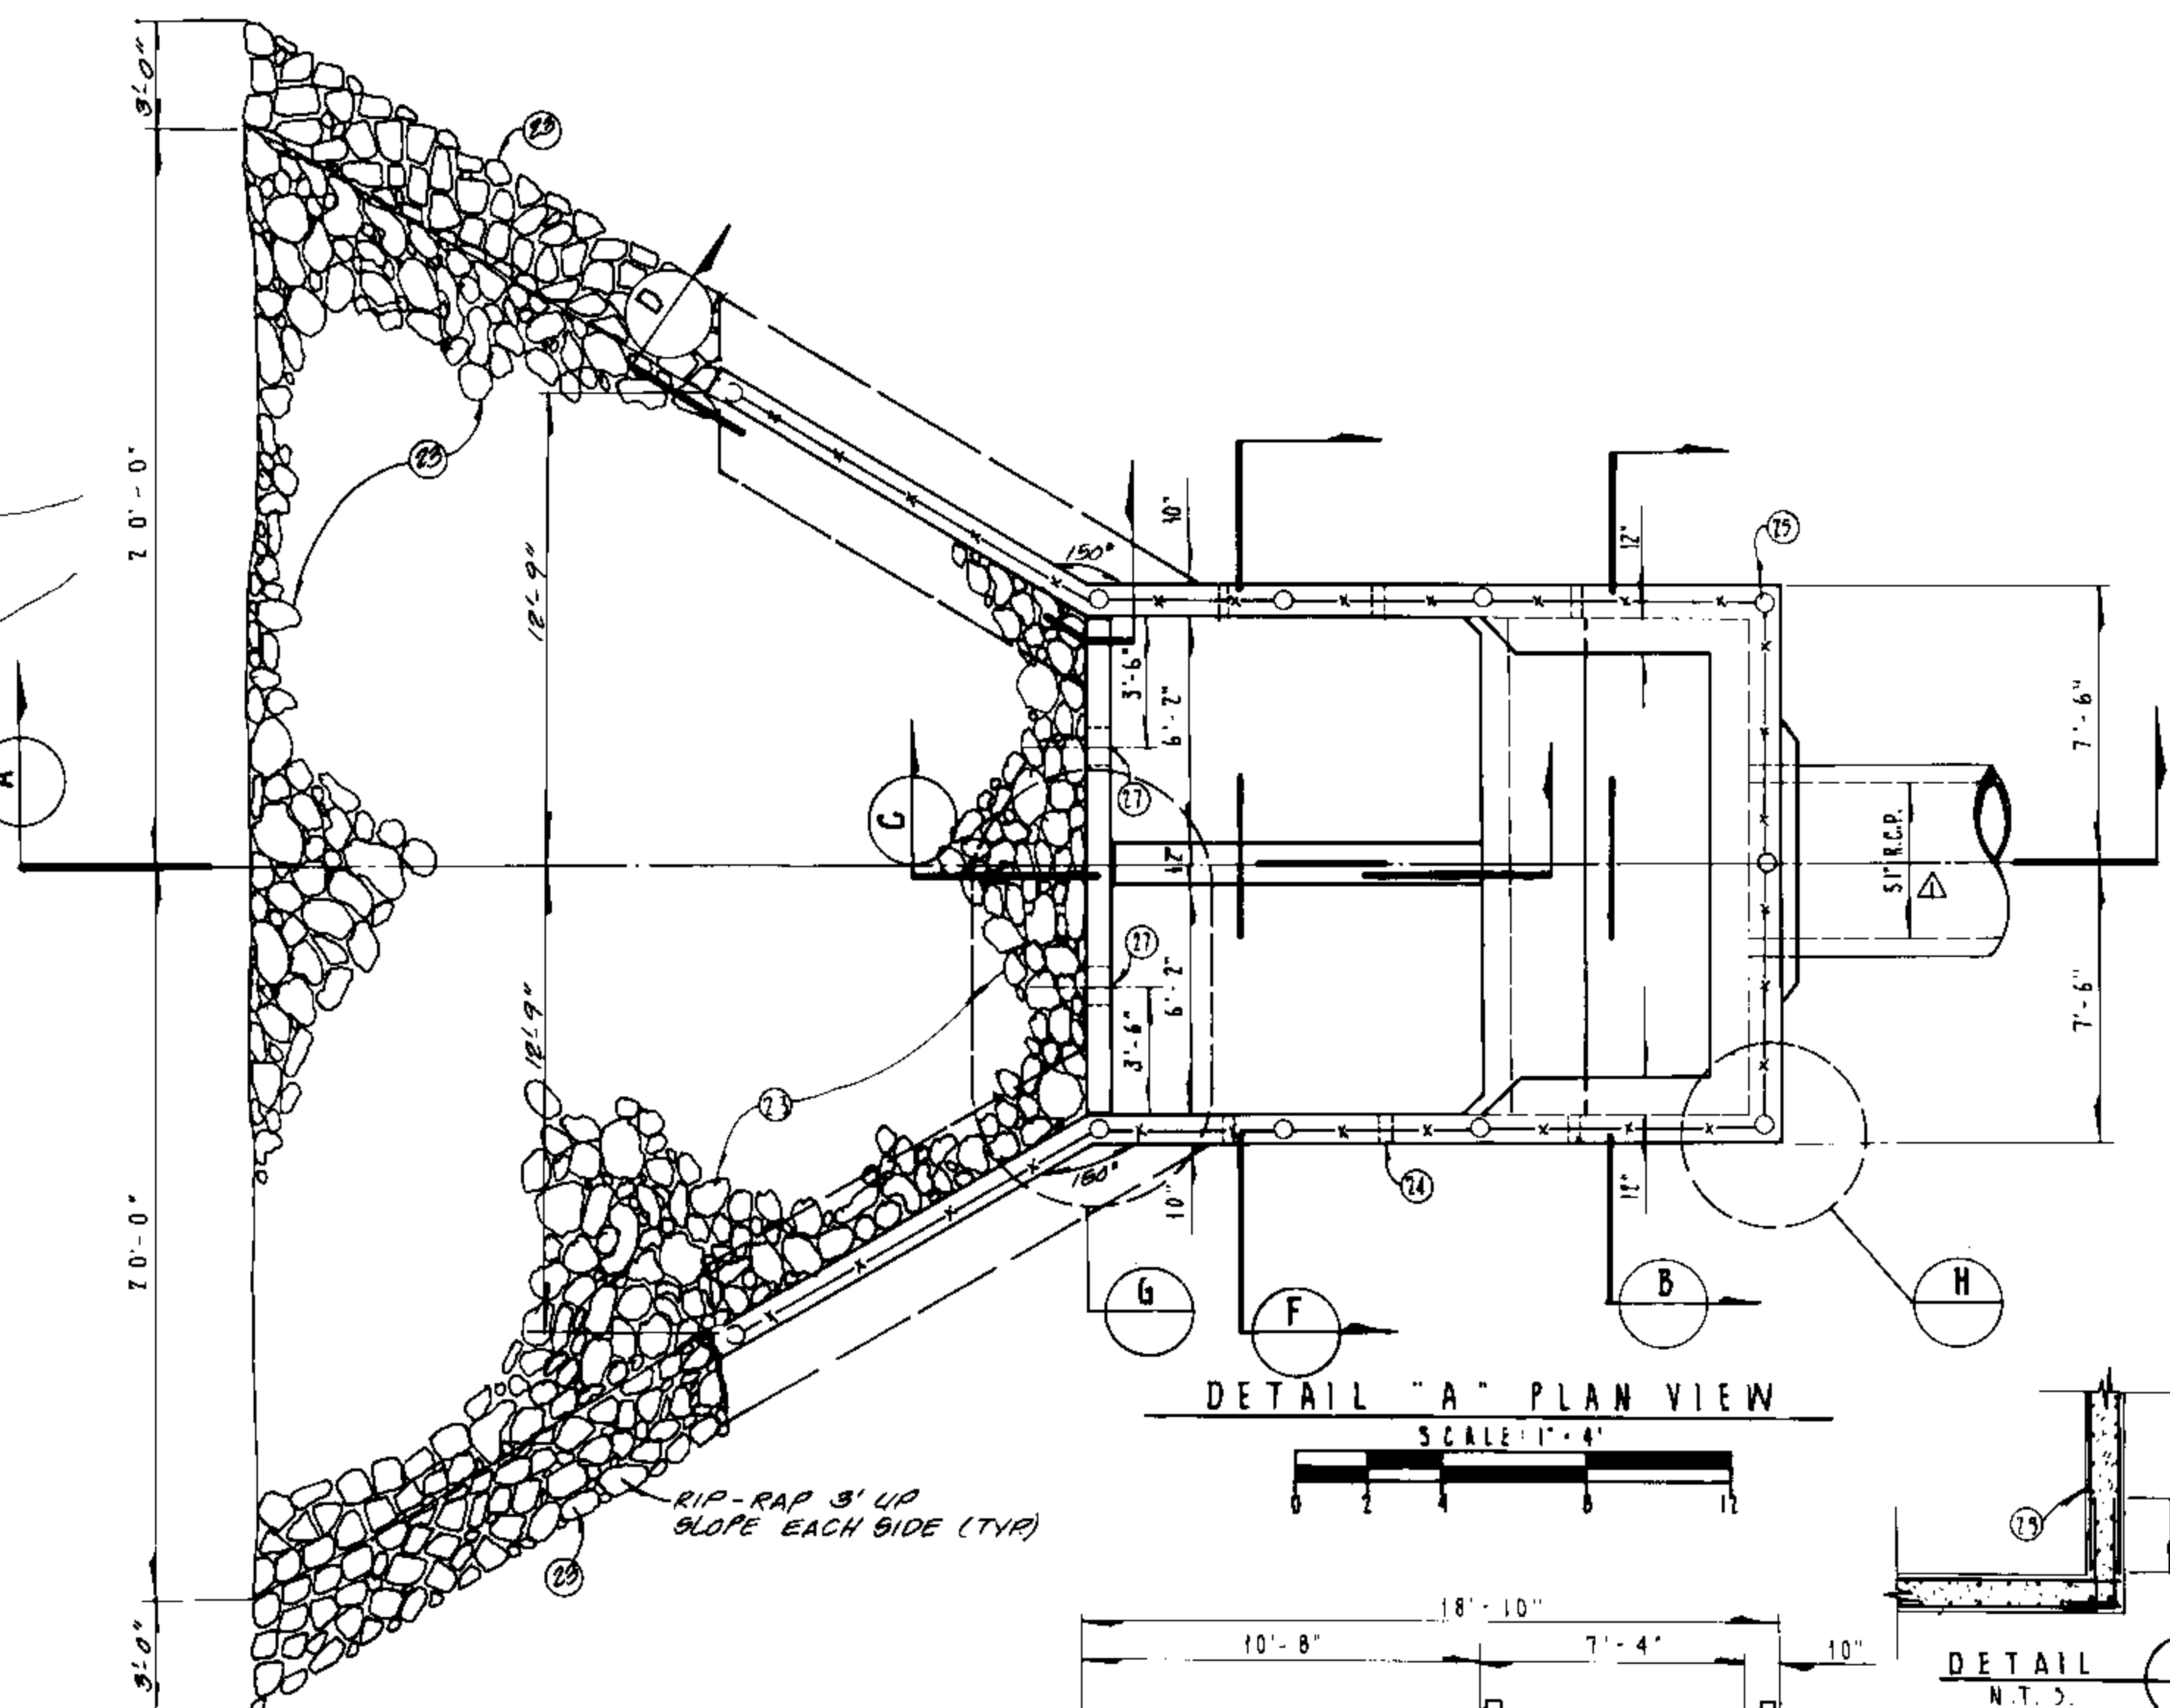 3'-0"
25
D
20'-0"
23
12'-9"
150°
10"
12"
25
3'-6"
6'-2"
7'-6"
A
27
C
12"
51" R.C.P.
1
27
6'-2"
3'-6"
7'-6"
12'-9"
23
150°
10"
24
12"
20'-0"
G
F
B
H
DETAIL "A" PLAN VIEW
SCALE: 1" = 4'
0 2 4 8 12
RIP-RAP 3' UP
SLOPE EACH SIDE (TYP.)
25
29
18'-10"
10'-8" 7'-4" 10"
3'-0"
DETAIL
N.T.S.